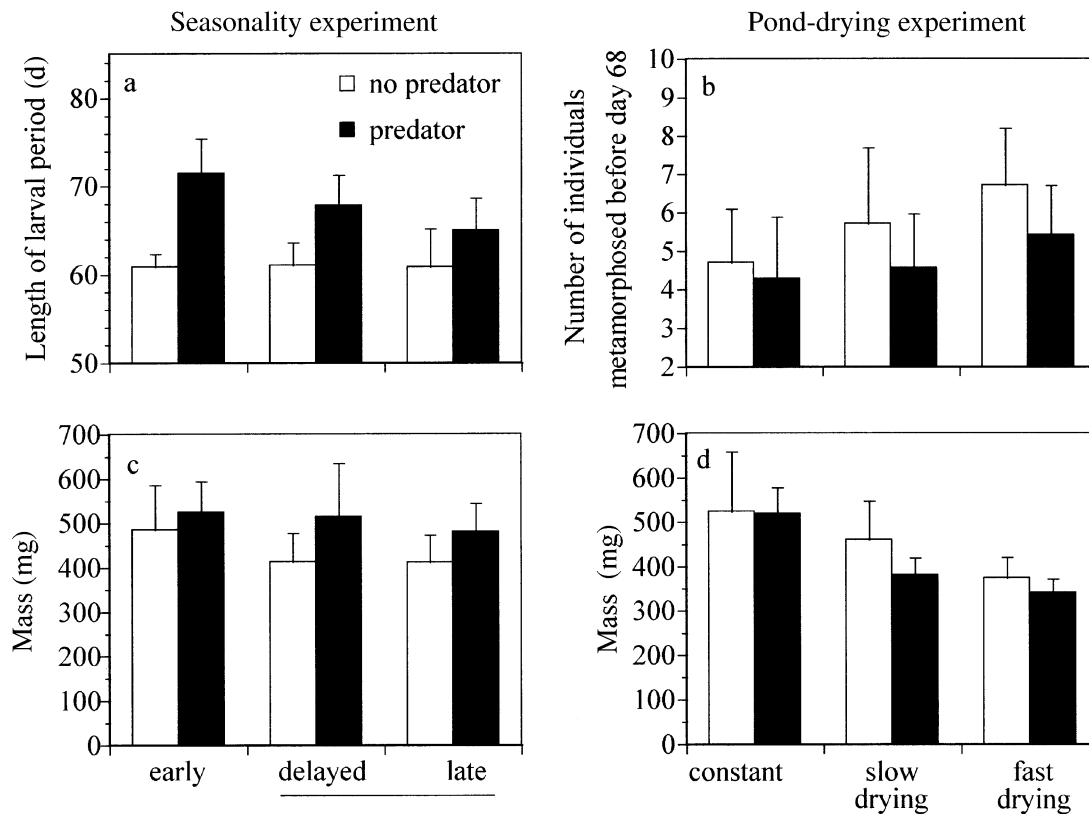 Seasonality experiment
Pond-drying experiment
a
no predator
predator
Length of larval period (d)
80
70
60
50
b
Number of individuals
metamorphosed before day 68
10
9
8
7
6
5
4
3
2
c
Mass (mg)
700
600
500
400
300
200
100
0
early
delayed
late
d
Mass (mg)
700
600
500
400
300
200
100
0
constant
slow
drying
fast
drying